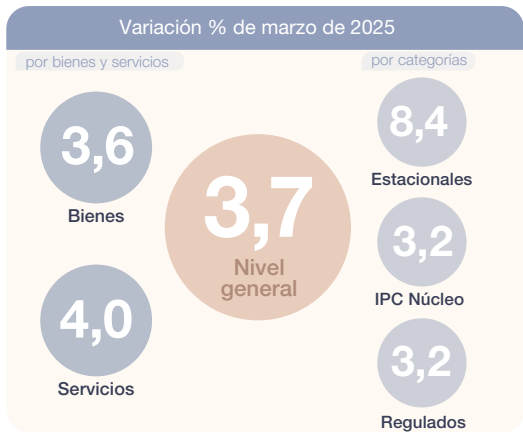 Variación % de marzo de 2025
por bienes y servicios
3,6
Bienes
4,0
Servicios
3,7
Nivel
general
por categorías
8,4
Estacionales
3,2
IPC Núcleo
3,2
Regulados